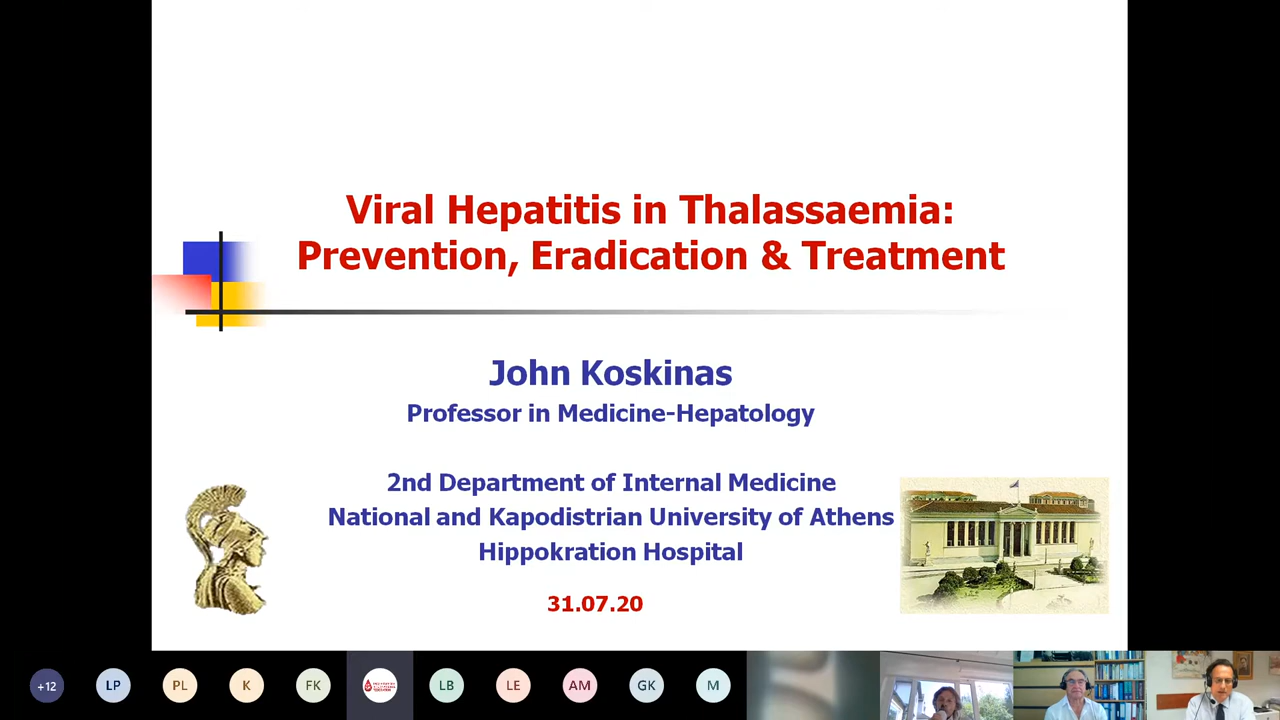 Viral Hepatitis in Thalassaemia:
Prevention, Eradication & Treatment
John Koskinas
Professor in Medicine-Hepatology
2nd Department of Internal Medicine
National and Kapodistrian University of Athens
Hippokration Hospital
31.07.20
+12
LP
PL
K
FK
LB
LE
AM
GK
M